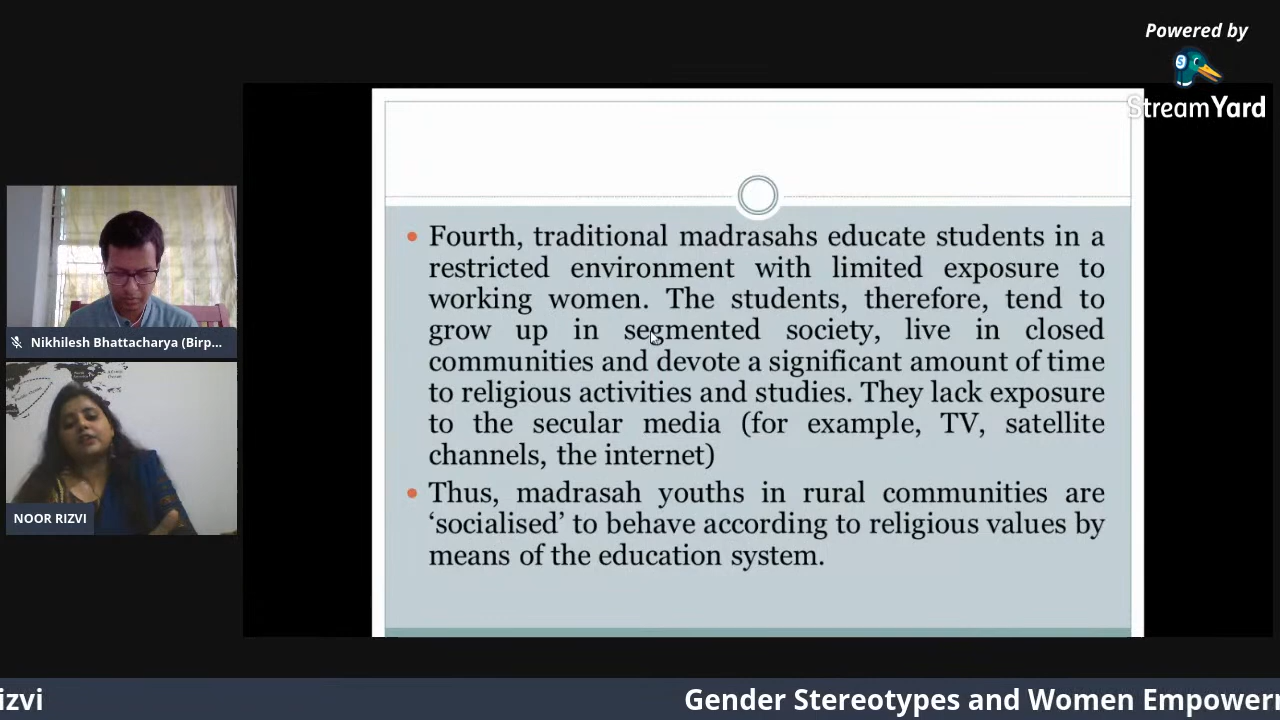 Powered by
StreamYard
Fourth, traditional madrasahs educate students in a
restricted environment with limited exposure to
working women. The students, therefore, tend to
grow up in segmented society, live in closed
communities and devote a significant amount of time
to religious activities and studies. They lack exposure
to the secular media (for example, TV, satellite
channels, the internet)
Thus, madrasah youths in rural communities are
‘socialised’ to behave according to religious values by
means of the education system.
Nikhilesh Bhattacharya (Birp...
NOOR RIZVI
izvi
Gender Stereotypes and Women Empower